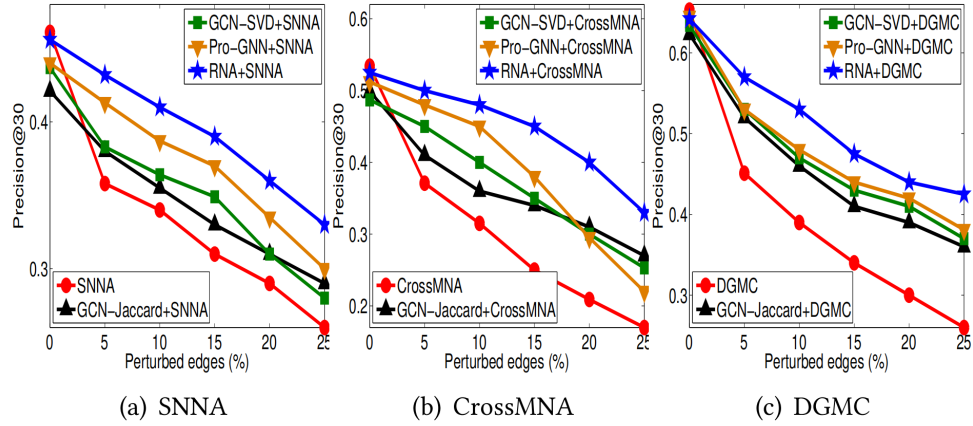 GCN-SVD+SNNA
Pro-GNN+SNNA
RNA+SNNA
SNNA
GCN-Jaccard+SNNA
Precision@30
0.4
0.3
0 5 10 15 20 25
Perturbed edges (%)
(a) SNNA
GCN-SVD+CrossMNA
Pro-GNN+CrossMNA
RNA+CrossMNA
CrossMNA
GCN-Jaccard+CrossMNA
Precision@30
0.6
0.5
0.4
0.3
0.2
0 5 10 15 20 25
Perturbed edges (%)
(b) CrossMNA
GCN-SVD+DGMC
Pro-GNN+DGMC
RNA+DGMC
DGMC
GCN-Jaccard+DGMC
Precision@30
0.6
0.5
0.4
0.3
0 5 10 15 20 25
Perturbed edges (%)
(c) DGMC